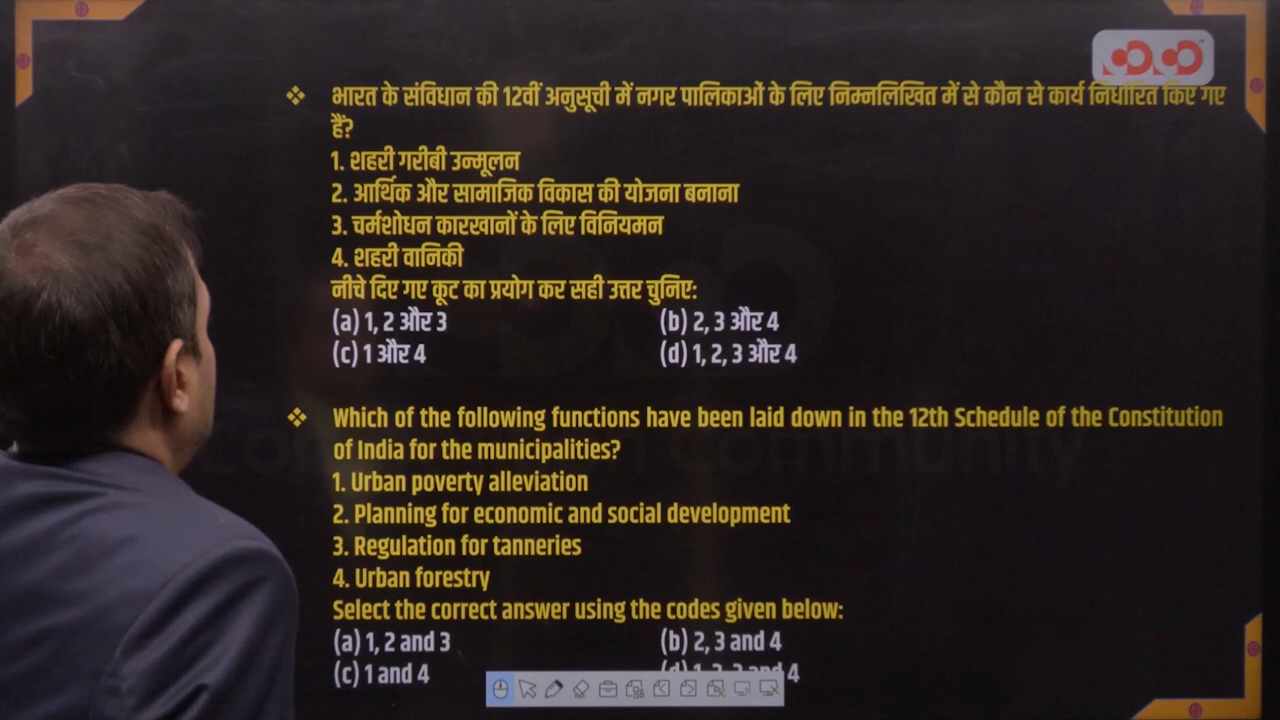 ❖ भारत के संविधान की 12वीं अनुसूची में नगर पालिकाओं के लिए निम्नलिखित में से कौन से कार्य निर्धारित किए गए
हैं?
1. शहरी गरीबी उन्मूलन
2. आर्थिक और सामाजिक विकास की योजना बनाना
3. चर्मशोधन कारखानों के लिए विनियमन
4. शहरी वानिकी
नीचे दिए गए कूट का प्रयोग कर सही उत्तर चुनिए:
(a) 1, 2 और 3 (b) 2, 3 और 4
(c) 1 और 4 (d) 1, 2, 3 और 4
❖ Which of the following functions have been laid down in the 12th Schedule of the Constitution
of India for the municipalities?
1. Urban poverty alleviation
2. Planning for economic and social development
3. Regulation for tanneries
4. Urban forestry
Select the correct answer using the codes given below:
(a) 1, 2 and 3 (b) 2, 3 and 4
(c) 1 and 4 (d) 1, 2, 3 and 4